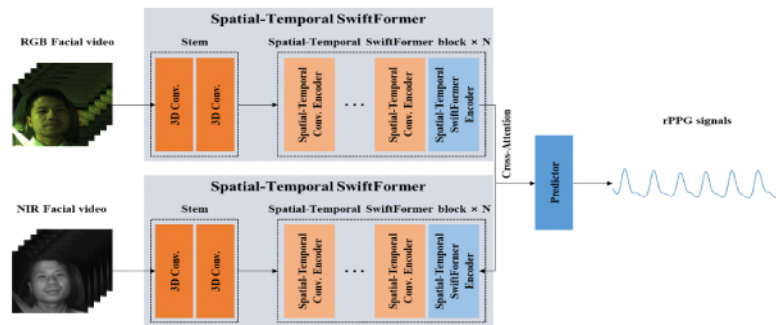 Spatial-Temporal SwiftFormer
RGB Facial video
Stem
Spatial-Temporal SwiftFormer block × N
3D Conv.
3D Conv.
Spatial-Temporal
Conv. Encoder
...
Spatial-Temporal
Conv. Encoder
Spatial-Temporal
SwiftFormer
Encoder
Cross-Attention
Predictor
rPPG signals
Spatial-Temporal SwiftFormer
NIR Facial video
Stem
Spatial-Temporal SwiftFormer block × N
3D Conv.
3D Conv.
Spatial-Temporal
Conv. Encoder
...
Spatial-Temporal
Conv. Encoder
Spatial-Temporal
SwiftFormer
Encoder